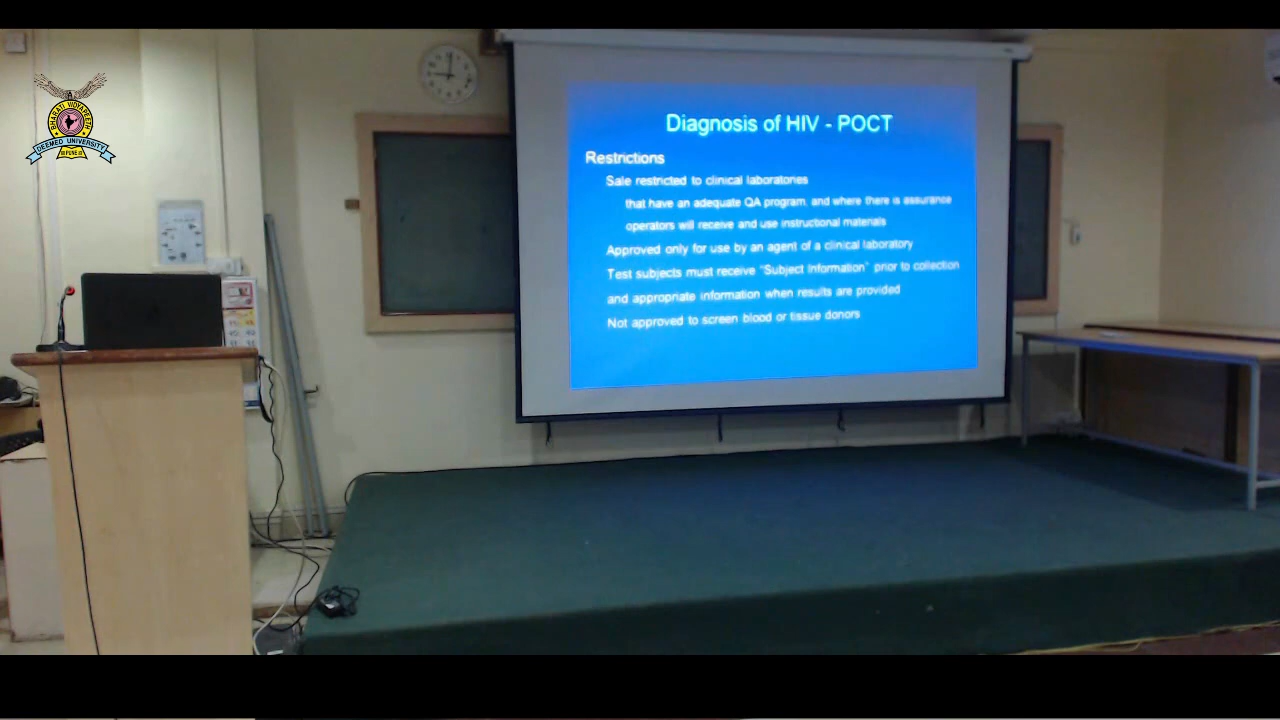 BHARATI VIDYAPEETH
DEEMED UNIVERSITY
Diagnosis of HIV - POCT
Restrictions
Sale restricted to clinical laboratories
that have an adequate QA program, and where there is assurance
operators will receive and use instructional materials
Approved only for use by an agent of a clinical laboratory
Test subjects must receive "Subject Information" prior to collection
and appropriate information when results are provided
Not approved to screen blood or tissue donors